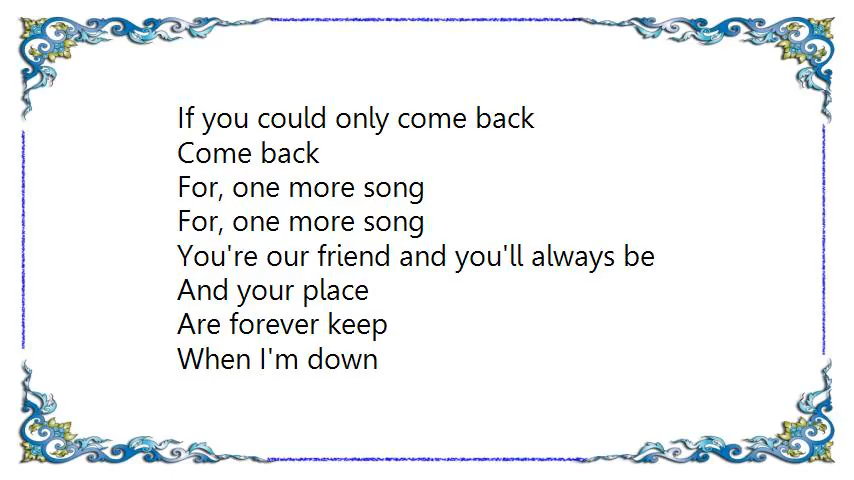 If you could only come back
Come back
For, one more song
For, one more song
You're our friend and you'll always be
And your place
Are forever keep
When I'm down